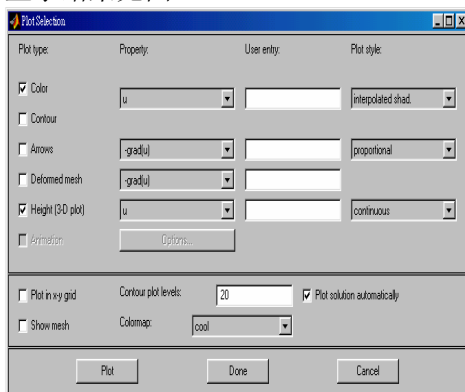 Plot Selection
Plot type: Property: User entry: Plot style:
Color u interpolated shad.
Contour
Arrows -grad(u) proportional
Deformed mesh -grad(u)
Height (3-D plot) u continuous
Animation Options...
Plot in x-y grid Contour plot levels: 20 Plot solution automatically
Show mesh Colormap: cool
Plot Done Cancel